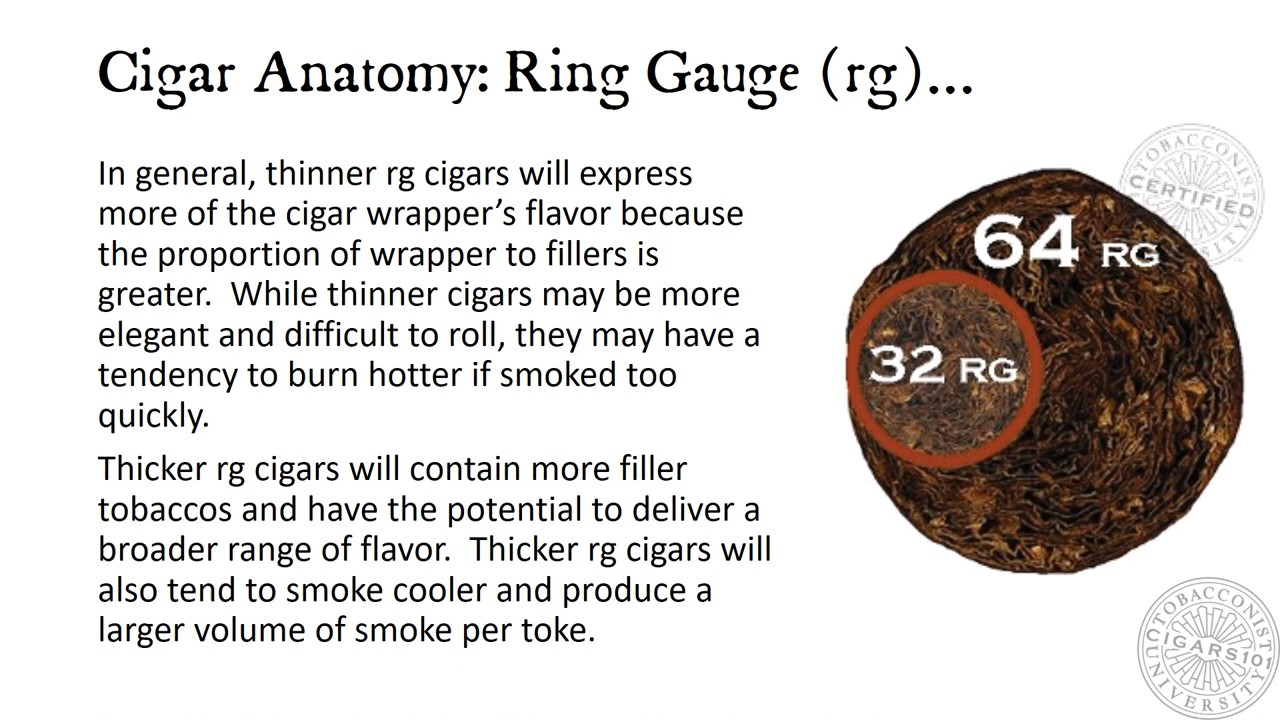 Cigar Anatomy: Ring Gauge (rg)...
In general, thinner rg cigars will express
more of the cigar wrapper’s flavor because
the proportion of wrapper to fillers is
greater.  While thinner cigars may be more
elegant and difficult to roll, they may have a
tendency to burn hotter if smoked too
quickly.
Thicker rg cigars will contain more filler
tobaccos and have the potential to deliver a
broader range of flavor.  Thicker rg cigars will
also tend to smoke cooler and produce a
larger volume of smoke per toke.
64 RG
32 RG
TOBACCONIST
CERTIFIED
TOBACCONIST
CIGARS101
UNIVERSITY